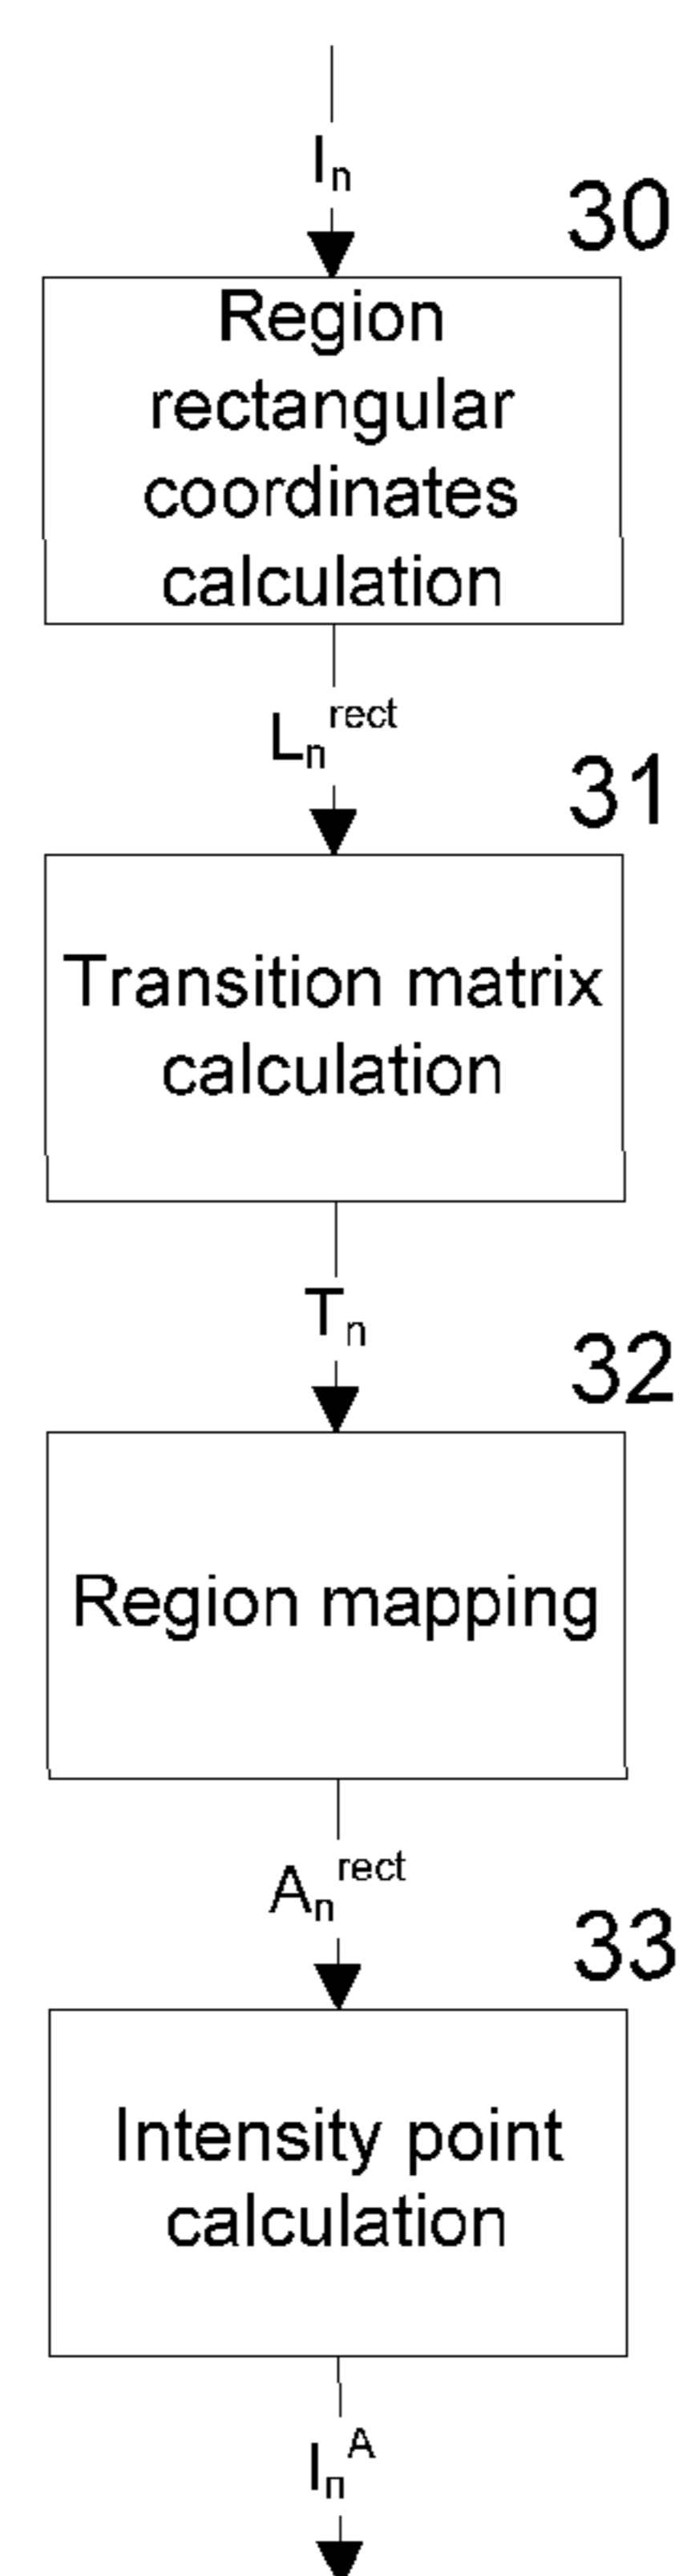 Iₙ
30
Region
rectangular
coordinates
calculation
Lₙʳᵉᶜᵗ
31
Transition matrix
calculation
Tₙ
32
Region mapping
Aₙʳᵉᶜᵗ
33
Intensity point
calculation
Iₙᴬ